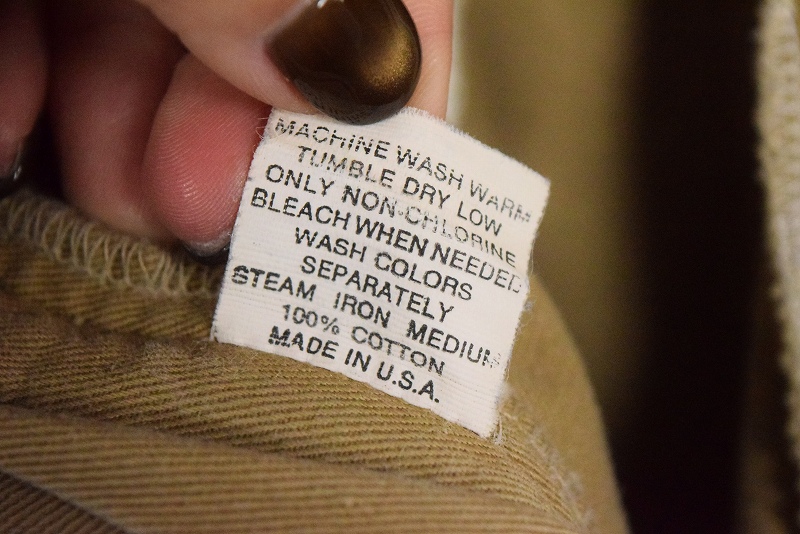 MACHINE WASH WARM
TUMBLE DRY LOW
ONLY NON-CHLORINE
BLEACH WHEN NEEDED
WASH COLORS
SEPARATELY
STEAM IRON MEDIUM
100% COTTON
MADE IN U.S.A.